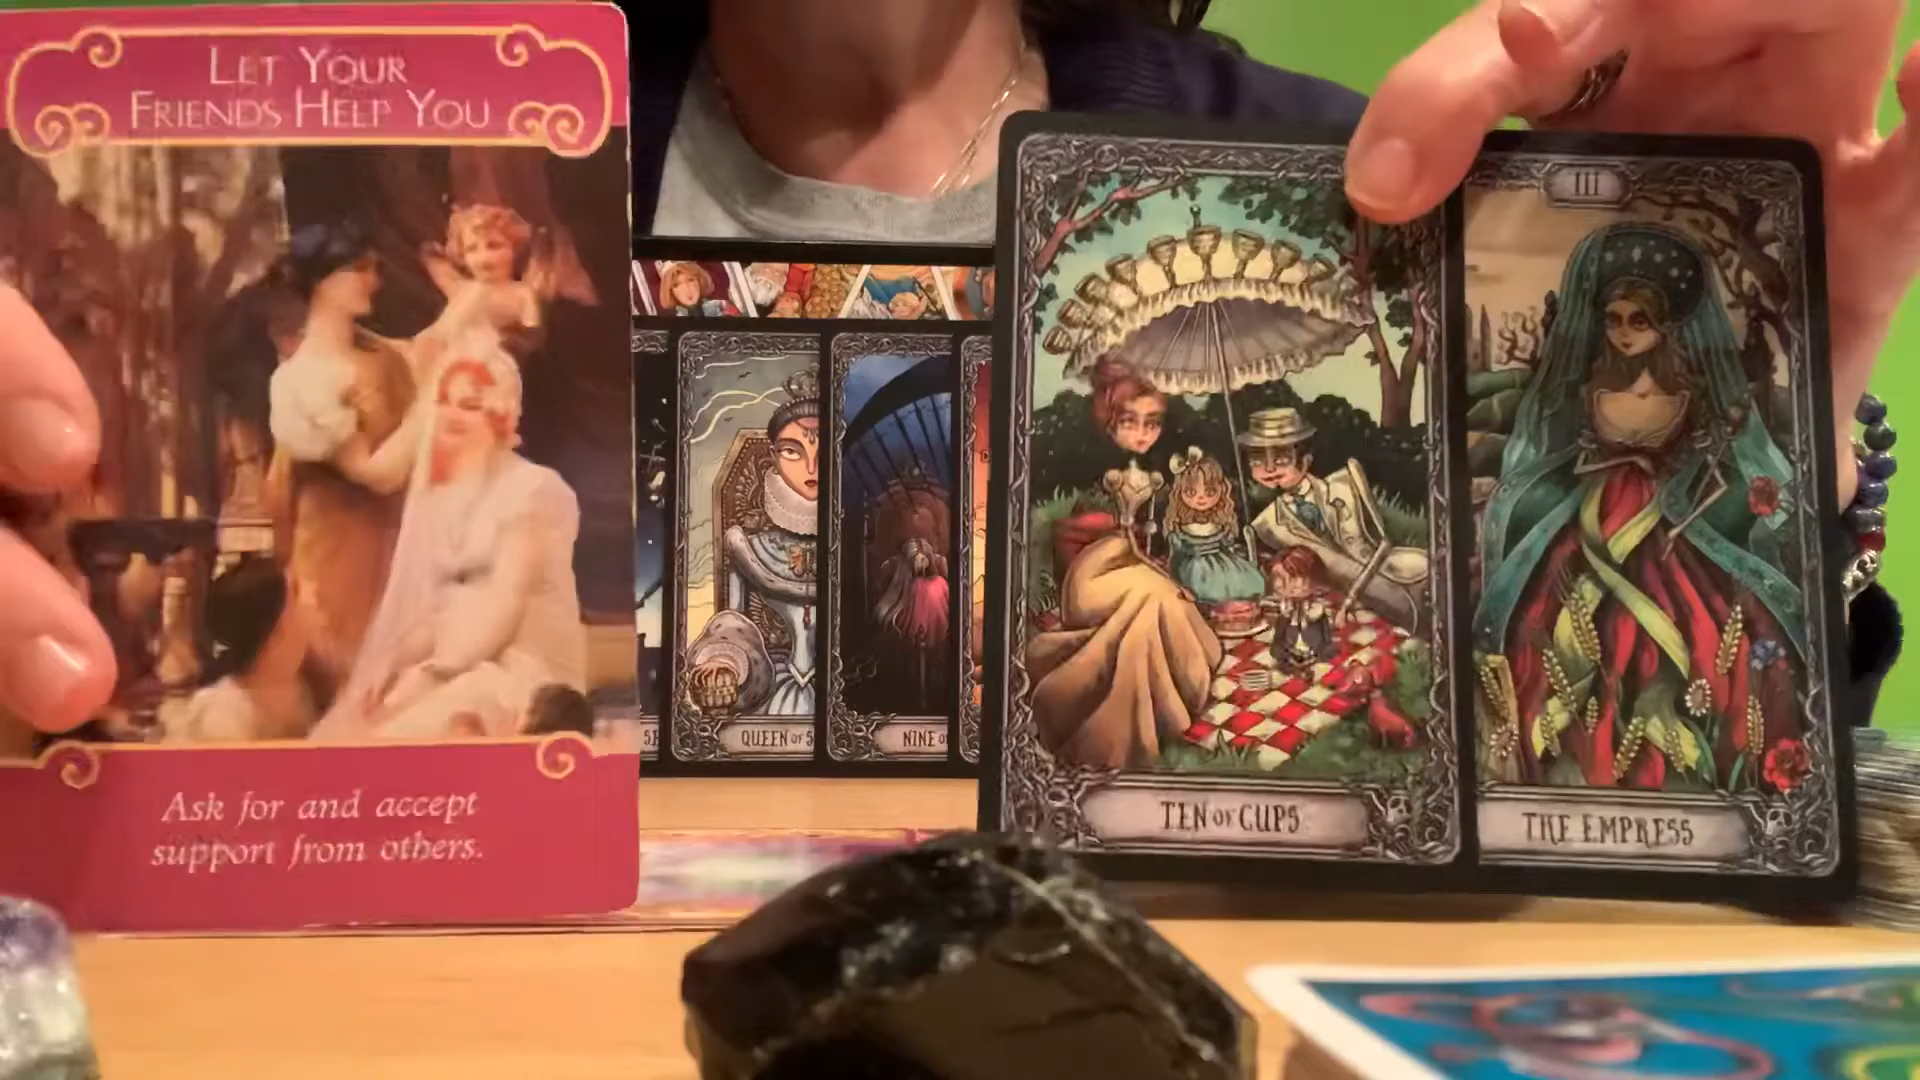 LET YOUR
FRIENDS HELP YOU
Ask for and accept
support from others.
QUEEN OF S
NINE O
TEN OF CUPS
III
THE EMPRESS